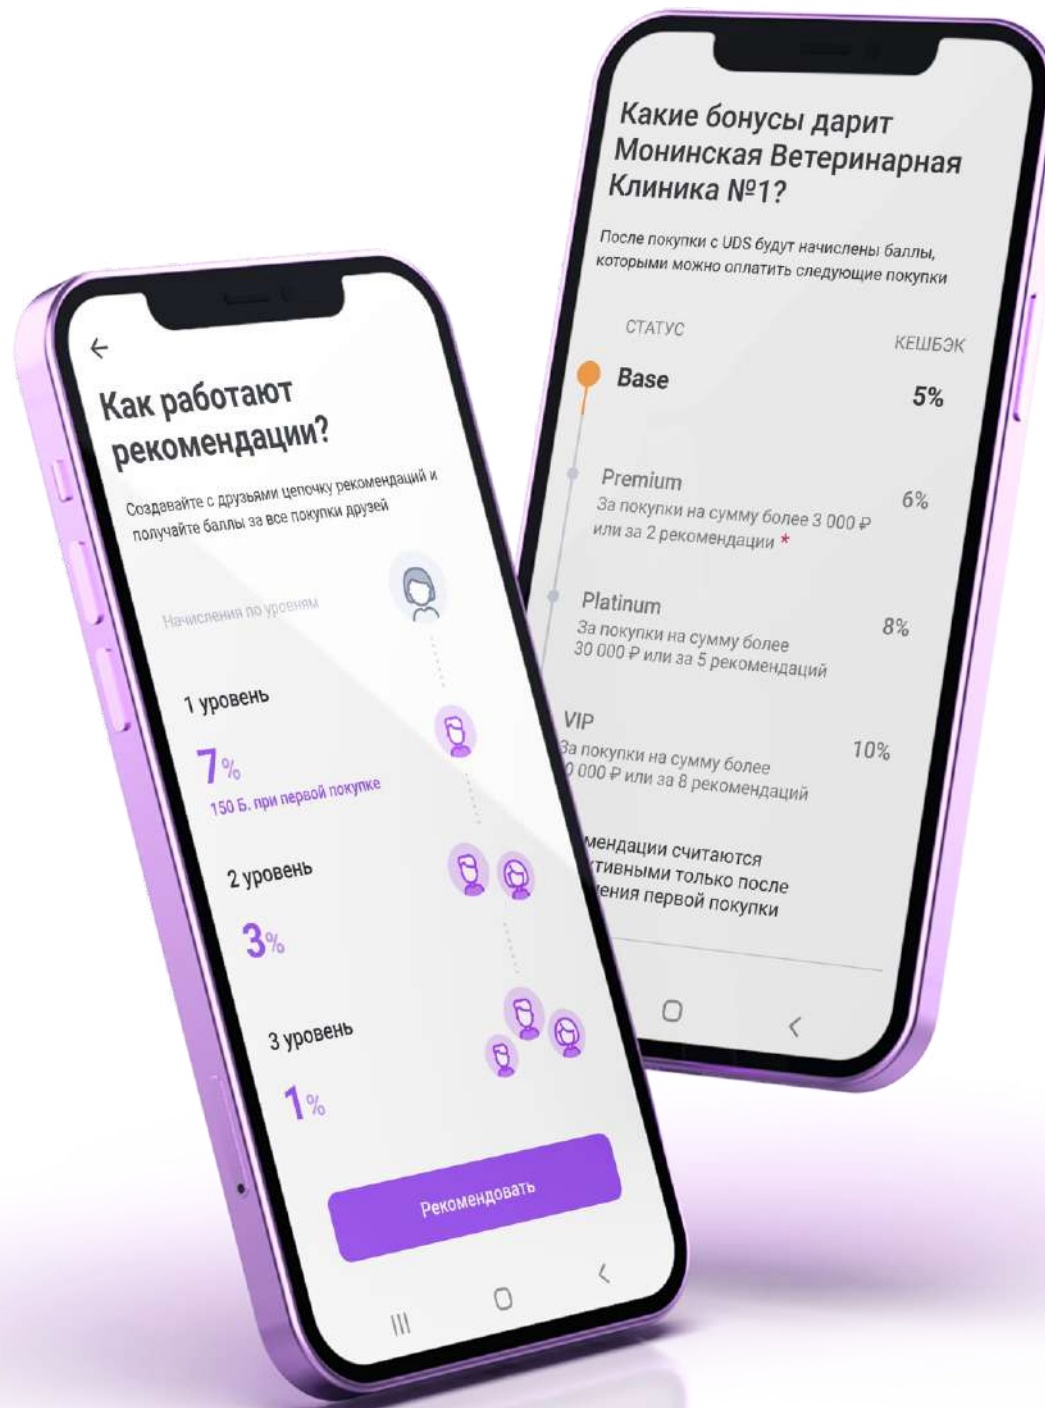 Как работают
рекомендации?
Создавайте с друзьями цепочку рекомендаций и
получайте баллы за все покупки друзей
Начисления по уровням
1 уровень
7%
150 Б. при первой покупке
2 уровень
3%
3 уровень
1%
Рекомендовать
Какие бонусы дарит
Монинская Ветеринарная
Клиника №1?
После покупки с UDS будут начислены баллы,
которыми можно оплатить следующие покупки
СТАТУС КЕШБЭК
Base 5%
Premium 6%
За покупки на сумму более 3 000 ₽
или за 2 рекомендации *
Platinum 8%
За покупки на сумму более
30 000 ₽ или за 5 рекомендаций
VIP 10%
За покупки на сумму более
000 ₽ или за 8 рекомендаций
считаются
только после
первой покупки